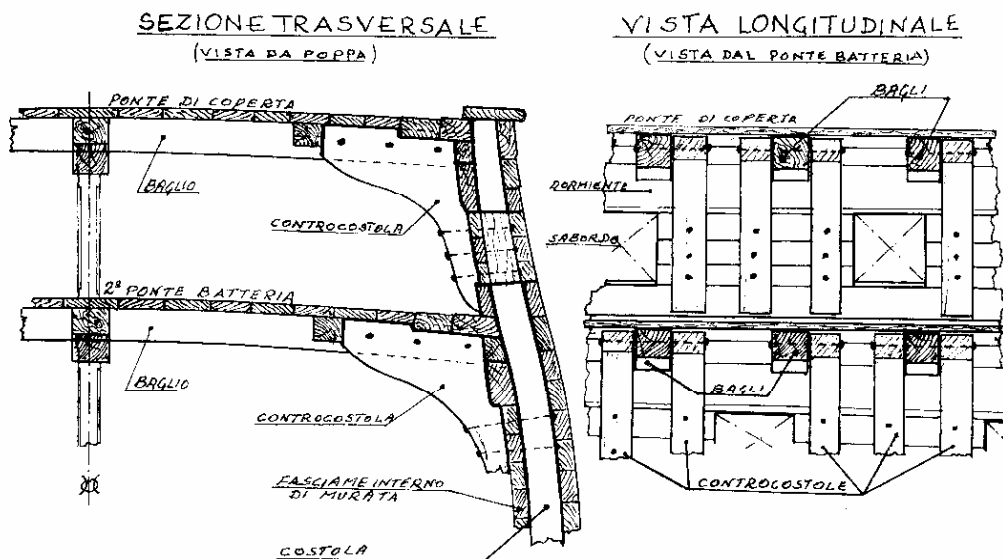 SEZIONE TRASVERSALE
(VISTA DA POPPA)
PONTE DI COPERTA
BAGLIO
CONTROCOSTOLA
2º PONTE BATTERIA
BAGLIO
CONTROCOSTOLA
FASCIAME INTERNO
DI MURATA
COSTOLA
VISTA LONGITUDINALE
(VISTA DAL PONTE BATTERIA)
BAGLI
PONTE DI COPERTA
DORMIENTE
SABORDO
BAGLI
CONTROCOSTOLE